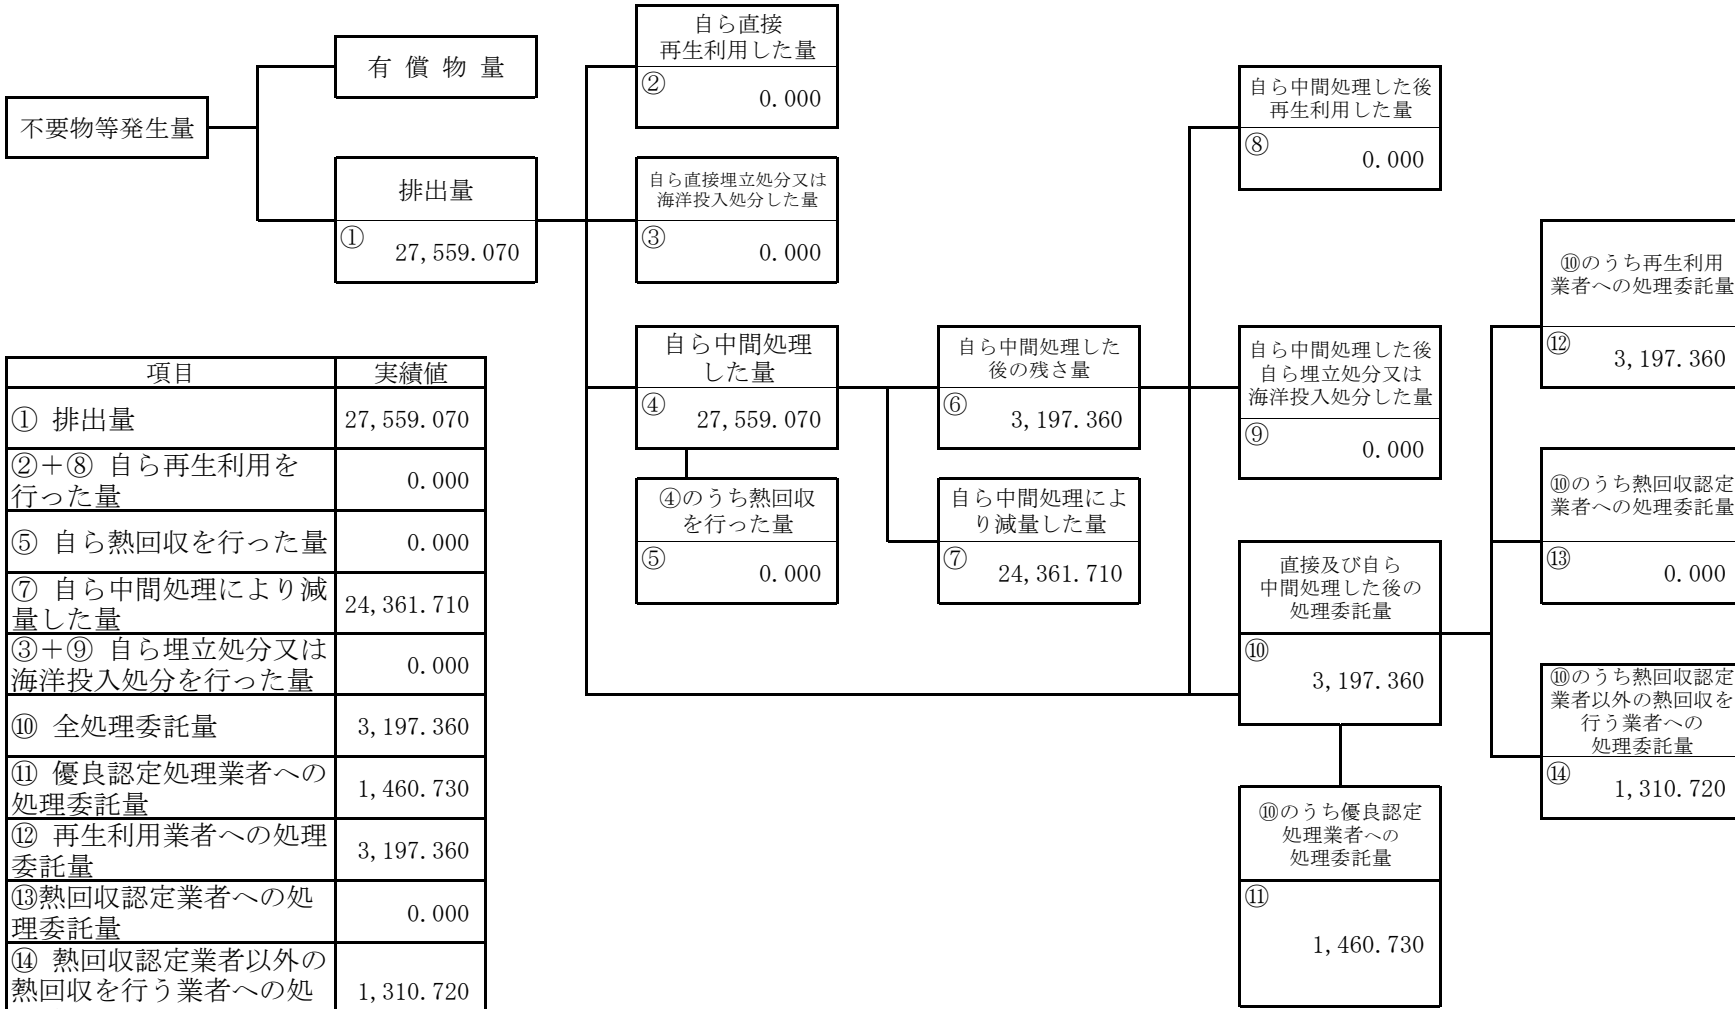 不要物等発生量
有 償 物 量
排出量
① 27,559.070
自ら直接
再生利用した量
② 0.000
自ら直接埋立処分又は
海洋投入処分した量
③ 0.000
自ら中間処理
した量
④ 27,559.070
④のうち熱回収
を行った量
⑤ 0.000
自ら中間処理した
後の残さ量
⑥ 3,197.360
自ら中間処理によ
り減量した量
⑦ 24,361.710
自ら中間処理した後
再生利用した量
⑧ 0.000
自ら中間処理した後
自ら埋立処分又は
海洋投入処分した量
⑨ 0.000
直接及び自ら
中間処理した後の
処理委託量
⑩ 3,197.360
⑩のうち優良認定
処理業者への
処理委託量
⑪ 1,460.730
⑩のうち再生利用
業者への処理委託量
⑫ 3,197.360
⑩のうち熱回収認定
業者への処理委託量
⑬ 0.000
⑩のうち熱回収認定
業者以外の熱回収を
行う業者への
処理委託量
⑭ 1,310.720
項目 実績値
① 排出量 27,559.070
②＋⑧ 自ら再生利用を
行った量 0.000
⑤ 自ら熱回収を行った量 0.000
⑦ 自ら中間処理により減
量した量 24,361.710
③＋⑨ 自ら埋立処分又は
海洋投入処分を行った量 0.000
⑩ 全処理委託量 3,197.360
⑪ 優良認定処理業者への
処理委託量 1,460.730
⑫ 再生利用業者への処理
委託量 3,197.360
⑬熱回収認定業者への処
理委託量 0.000
⑭ 熱回収認定業者以外の
熱回収を行う業者への処 1,310.720